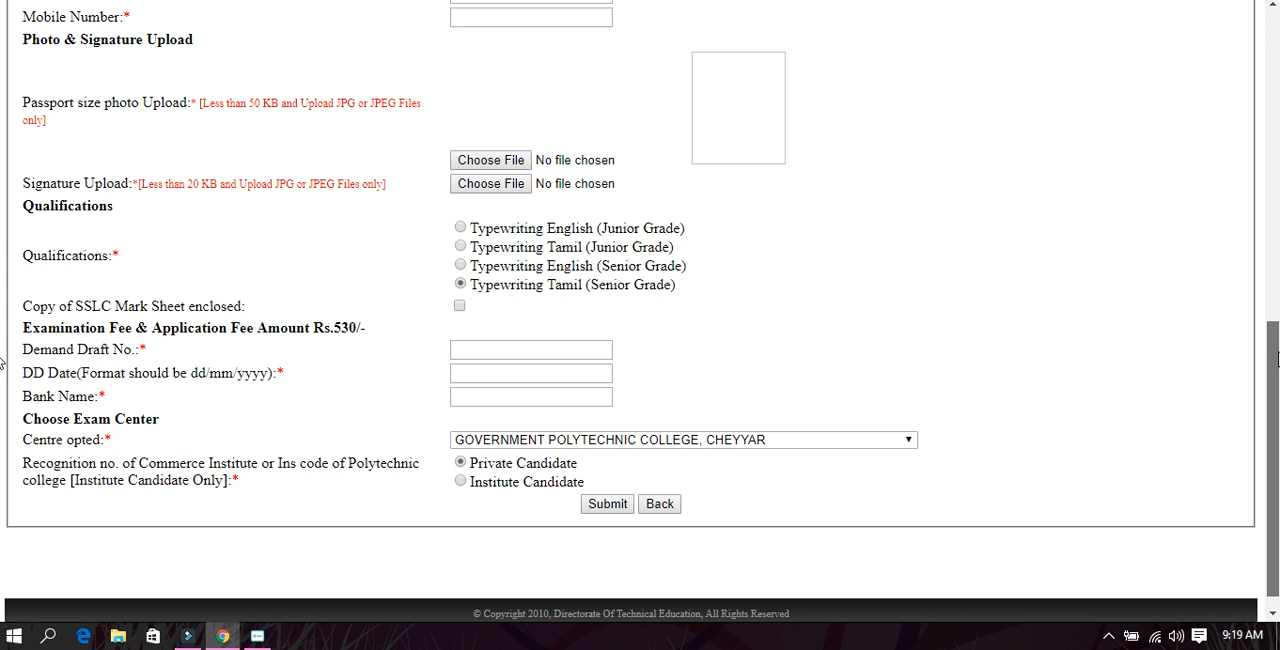 Mobile Number:*
Photo & Signature Upload
Passport size photo Upload:* [Less than 50 KB and Upload JPG or JPEG Files
only]
Choose File No file chosen
Signature Upload:*[Less than 20 KB and Upload JPG or JPEG Files only]
Choose File No file chosen
Qualifications
Typewriting English (Junior Grade)
Typewriting Tamil (Junior Grade)
Qualifications:*
Typewriting English (Senior Grade)
Typewriting Tamil (Senior Grade)
Copy of SSLC Mark Sheet enclosed:
Examination Fee & Application Fee Amount Rs.530/-
Demand Draft No.:*
DD Date(Format should be dd/mm/yyyy):*
Bank Name:*
Choose Exam Center
Centre opted:* GOVERNMENT POLYTECHNIC COLLEGE, CHEYYAR
Recognition no. of Commerce Institute or Ins code of Polytechnic
college [Institute Candidate Only]:*
Private Candidate
Institute Candidate
Submit Back
© Copyright 2010, Directorate Of Technical Education, All Rights Reserved
9:19 AM